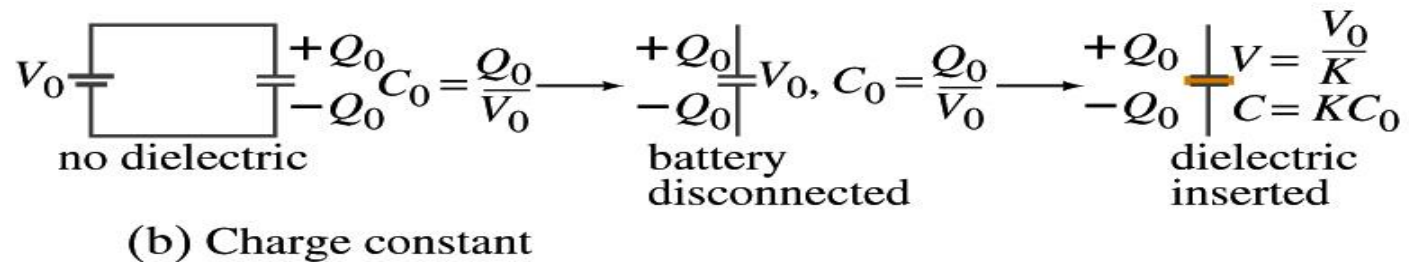 V₀ +Q₀ −Q₀ C₀ = Q₀/V₀
no dielectric
+Q₀ −Q₀ V₀, C₀ = Q₀/V₀
battery
disconnected
+Q₀ −Q₀ V = V₀/K
C = KC₀
dielectric
inserted
(b) Charge constant